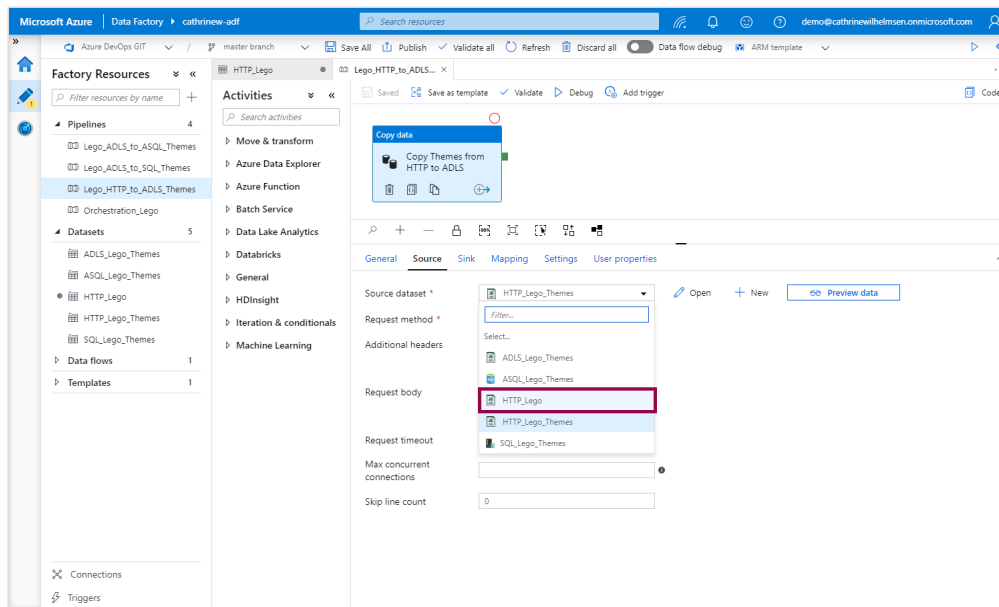 Microsoft Azure Data Factory cathrinew-adf Search resources demo@cathrinewilhelmsen.onmicrosoft.com
Azure DevOps GIT / master branch Save All Publish Validate all Refresh Discard all Data flow debug ARM template
Factory Resources
Filter resources by name
1
Pipelines 4
Lego_ADLS_to_ASQL_Themes
Lego_ADLS_to_SQL_Themes
Lego_HTTP_to_ADLS_Themes
Orchestration_Lego
Datasets 5
ADLS_Lego_Themes
ASQL_Lego_Themes
HTTP_Lego
HTTP_Lego_Themes
SQL_Lego_Themes
Data flows 1
Templates 1
Connections
Triggers
HTTP_Lego
Lego_HTTP_to_ADLS...
Activities
Search activities
Move & transform
Azure Data Explorer
Azure Function
Batch Service
Data Lake Analytics
Databricks
General
HDInsight
Iteration & conditionals
Machine Learning
Saved Save as template Validate Debug Add trigger Code
Copy data
Copy Themes from
HTTP to ADLS
General Source Sink Mapping Settings User properties
Source dataset * HTTP_Lego_Themes Open New Preview data
Request method *
Additional headers
Request body
Request timeout
Filter...
Select...
ADLS_Lego_Themes
ASQL_Lego_Themes
HTTP_Lego
HTTP_Lego_Themes
SQL_Lego_Themes
Max concurrent
connections
Skip line count 0